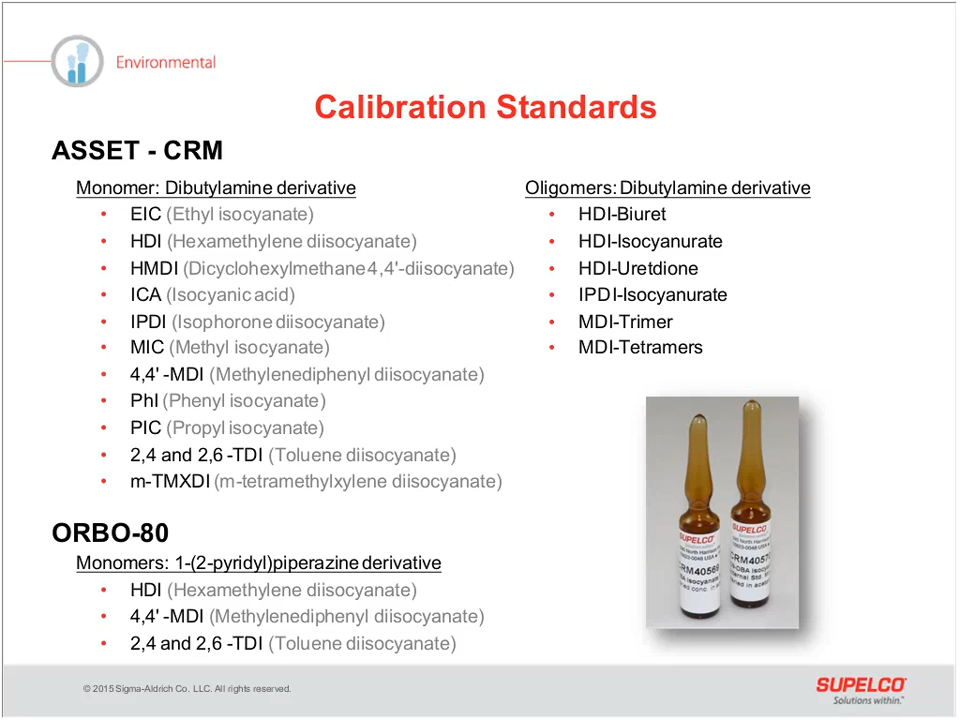 Environmental
Calibration Standards
ASSET - CRM
Monomer: Dibutylamine derivative
• EIC (Ethyl isocyanate)
• HDI (Hexamethylene diisocyanate)
• HMDI (Dicyclohexylmethane 4,4'-diisocyanate)
• ICA (Isocyanic acid)
• IPDI (Isophorone diisocyanate)
• MIC (Methyl isocyanate)
• 4,4' -MDI (Methylenediphenyl diisocyanate)
• PhI (Phenyl isocyanate)
• PIC (Propyl isocyanate)
• 2,4 and 2,6 -TDI (Toluene diisocyanate)
• m-TMXDI (m-tetramethylxylene diisocyanate)
Oligomers: Dibutylamine derivative
• HDI-Biuret
• HDI-Isocyanurate
• HDI-Uretdione
• IPDI-Isocyanurate
• MDI-Trimer
• MDI-Tetramers
ORBO-80
Monomers: 1-(2-pyridyl)piperazine derivative
• HDI (Hexamethylene diisocyanate)
• 4,4' -MDI (Methylenediphenyl diisocyanate)
• 2,4 and 2,6 -TDI (Toluene diisocyanate)
SUPELCO
SUPELCO
© 2015 Sigma-Aldrich Co. LLC. All rights reserved.
SUPELCO
Solutions within.™